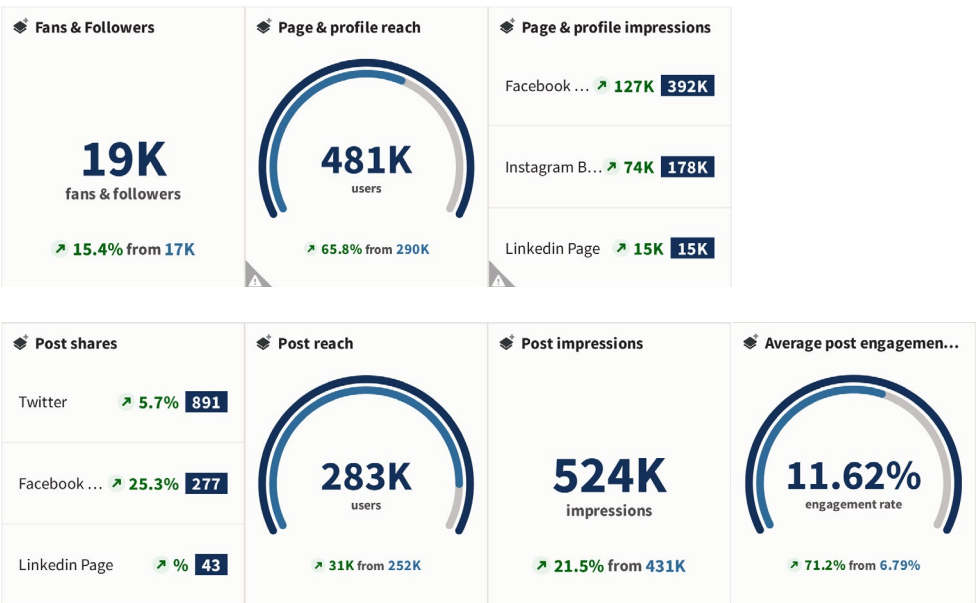 Fans & Followers
19K
fans & followers
15.4% from 17K
Page & profile reach
481K
users
65.8% from 290K
Page & profile impressions
Facebook ... 127K 392K
Instagram B... 74K 178K
Linkedin Page 15K 15K
Post shares
Twitter 5.7% 891
Facebook ... 25.3% 277
Linkedin Page % 43
Post reach
283K
users
31K from 252K
Post impressions
524K
impressions
21.5% from 431K
Average post engagemen...
11.62%
engagement rate
71.2% from 6.79%